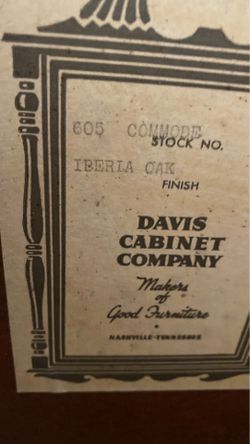 605 COMMODE
STOCK NO.
IBERIA OAK
FINISH
DAVIS
CABINET
COMPANY
Makers
of
Good Furniture
NASHVILLE-TENNESSEE